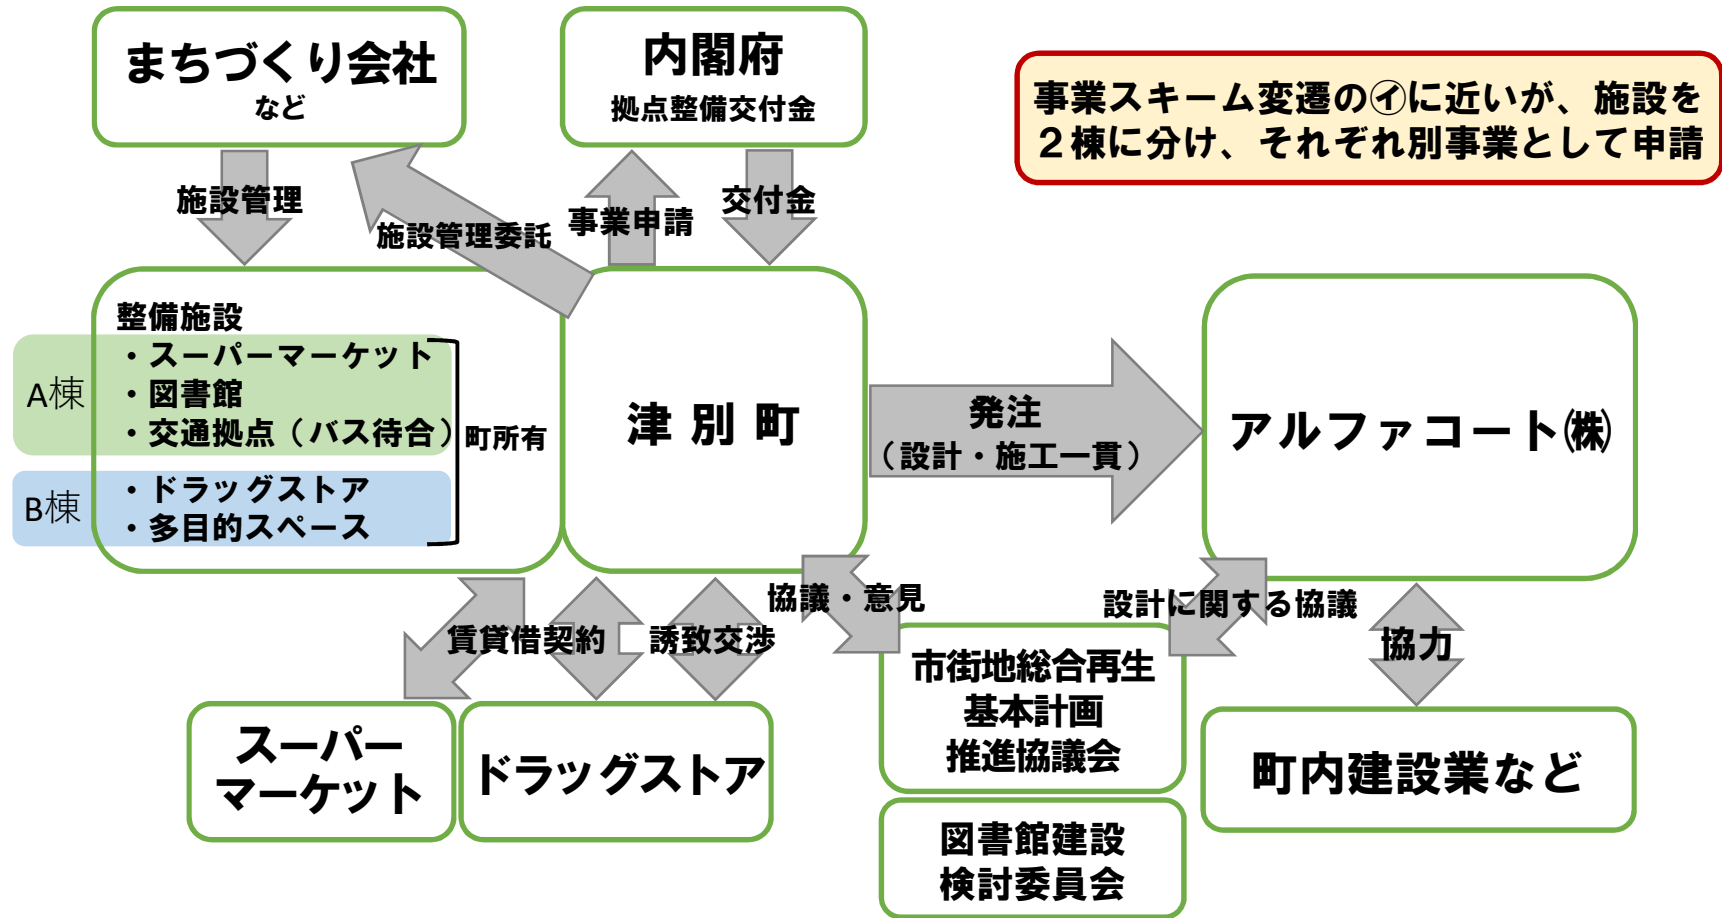 まちづくり会社
など
内閣府
拠点整備交付金
事業スキーム変遷の㋑に近いが、施設を
２棟に分け、それぞれ別事業として申請
施設管理
施設管理委託
事業申請
交付金
整備施設
A棟
・スーパーマーケット
・図書館
・交通拠点（バス待合）
町所有
B棟
・ドラッグストア
・多目的スペース
津別町
発注
（設計・施工一貫）
アルファコート㈱
賃貸借契約
誘致交渉
協議・意見
設計に関する協議
協力
スーパー
マーケット
ドラッグストア
市街地総合再生
基本計画
推進協議会
図書館建設
検討委員会
町内建設業など